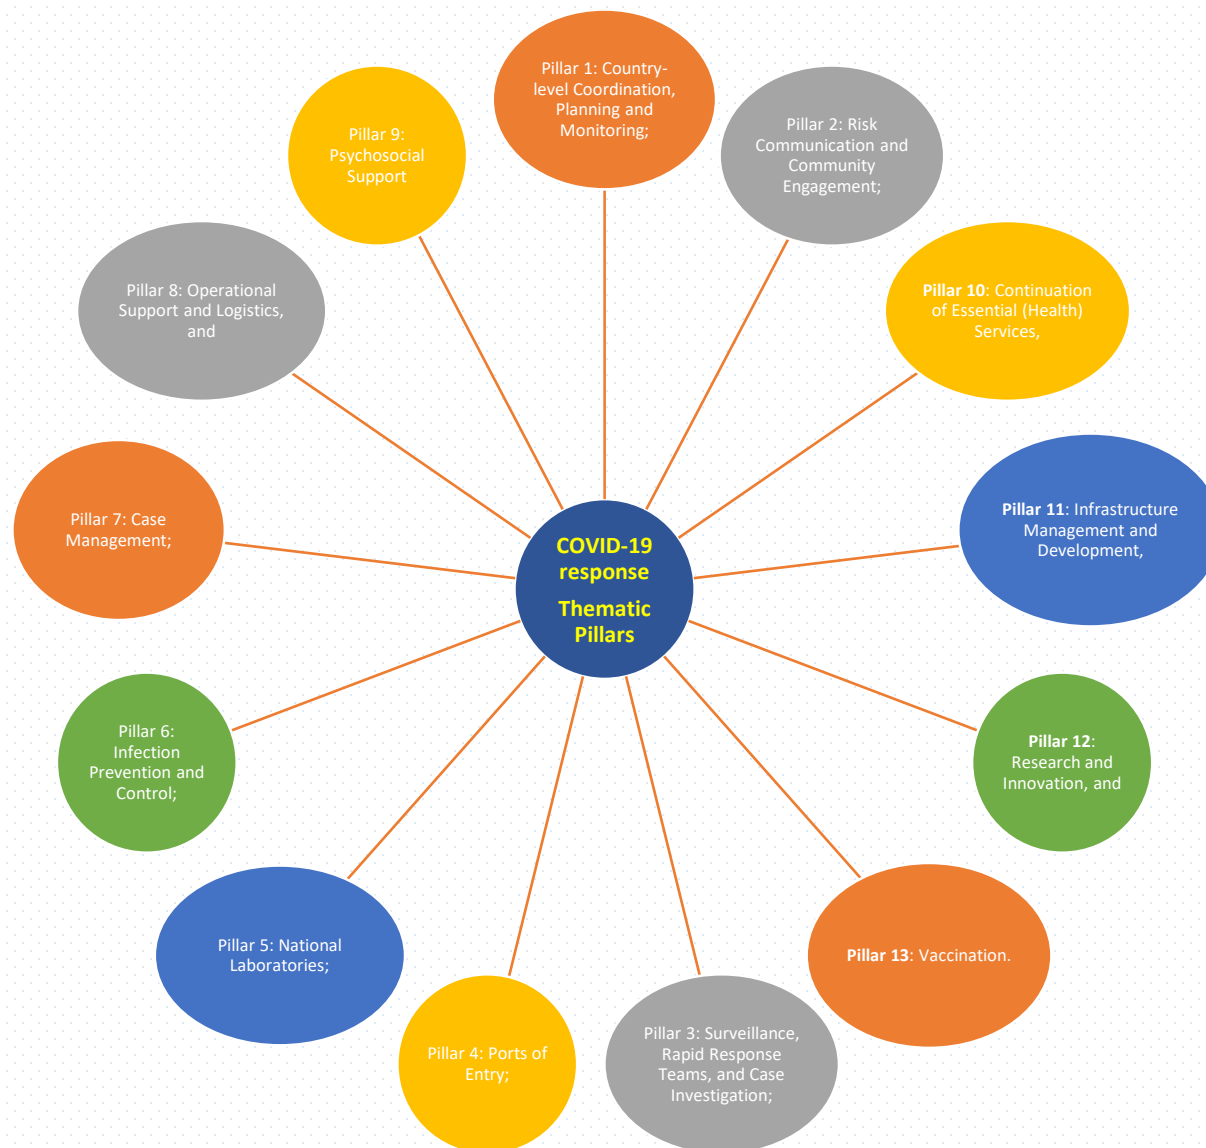 Pillar 1: Country-
level Coordination,
Planning and
Monitoring;
Pillar 2: Risk
Communication and
Community
Engagement;
Pillar 10: Continuation
of Essential (Health)
Services,
Pillar 11: Infrastructure
Management and
Development,
Pillar 12:
Research and
Innovation, and
Pillar 13: Vaccination.
Pillar 3: Surveillance,
Rapid Response
Teams, and Case
Investigation;
Pillar 4: Ports of
Entry;
Pillar 5: National
Laboratories;
Pillar 6:
Infection
Prevention and
Control;
Pillar 7: Case
Management;
Pillar 8: Operational
Support and Logistics,
and
Pillar 9:
Psychosocial
Support
COVID-19
response
Thematic
Pillars